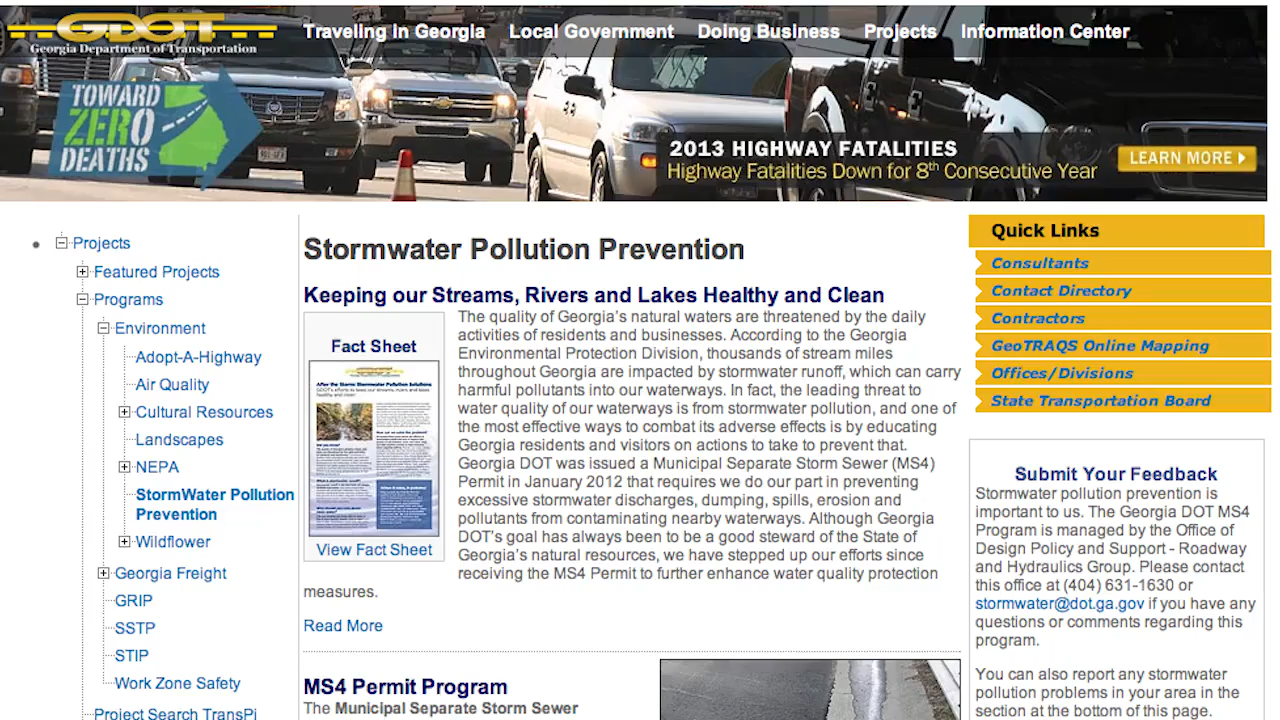 GDOT
Georgia Department of Transportation
Traveling in Georgia
Local Government
Doing Business
Projects
Information Center
TOWARD
ZERO
DEATHS
2013 HIGHWAY FATALITIES
Highway Fatalities Down for 8th Consecutive Year
LEARN MORE
Projects
Featured Projects
Programs
Environment
Adopt-A-Highway
Air Quality
Cultural Resources
Landscapes
NEPA
StormWater Pollution
Prevention
Wildflower
Georgia Freight
GRIP
SSTP
STIP
Work Zone Safety
Project Search TransPi
Stormwater Pollution Prevention
Keeping our Streams, Rivers and Lakes Healthy and Clean
Fact Sheet
After the Storm: Stormwater Pollution Solutions
View Fact Sheet
The quality of Georgia's natural waters are threatened by the daily
activities of residents and businesses. According to the Georgia
Environmental Protection Division, thousands of stream miles
throughout Georgia are impacted by stormwater runoff, which can carry
harmful pollutants into our waterways. In fact, the leading threat to
water quality of our waterways is from stormwater pollution, and one of
the most effective ways to combat its adverse effects is by educating
Georgia residents and visitors on actions to take to prevent that.
Georgia DOT was issued a Municipal Separate Storm Sewer (MS4)
Permit in January 2012 that requires we do our part in preventing
excessive stormwater discharges, dumping, spills, erosion and
pollutants from contaminating nearby waterways. Although Georgia
DOT's goal has always been to be a good steward of the State of
Georgia's natural resources, we have stepped up our efforts since
receiving the MS4 Permit to further enhance water quality protection
measures.
Read More
MS4 Permit Program
The Municipal Separate Storm Sewer
Quick Links
Consultants
Contact Directory
Contractors
GeoTRAQS Online Mapping
Offices/Divisions
State Transportation Board
Submit Your Feedback
Stormwater pollution prevention is
important to us. The Georgia DOT MS4
Program is managed by the Office of
Design Policy and Support - Roadway
and Hydraulics Group. Please contact
this office at (404) 631-1630 or
stormwater@dot.ga.gov if you have any
questions or comments regarding this
program.
You can also report any stormwater
pollution problems in your area in the
section at the bottom of this page.